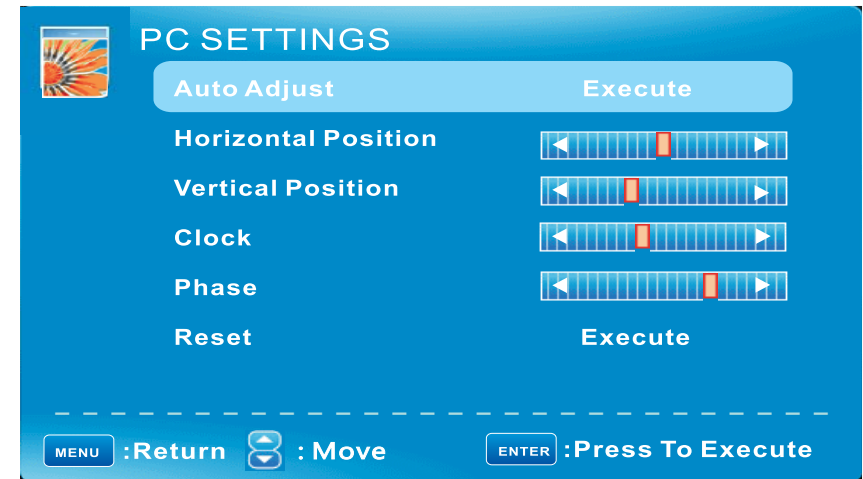 PC SETTINGS
Auto Adjust Execute
Horizontal Position
Vertical Position
Clock
Phase
Reset Execute
MENU :Return : Move ENTER :Press To Execute